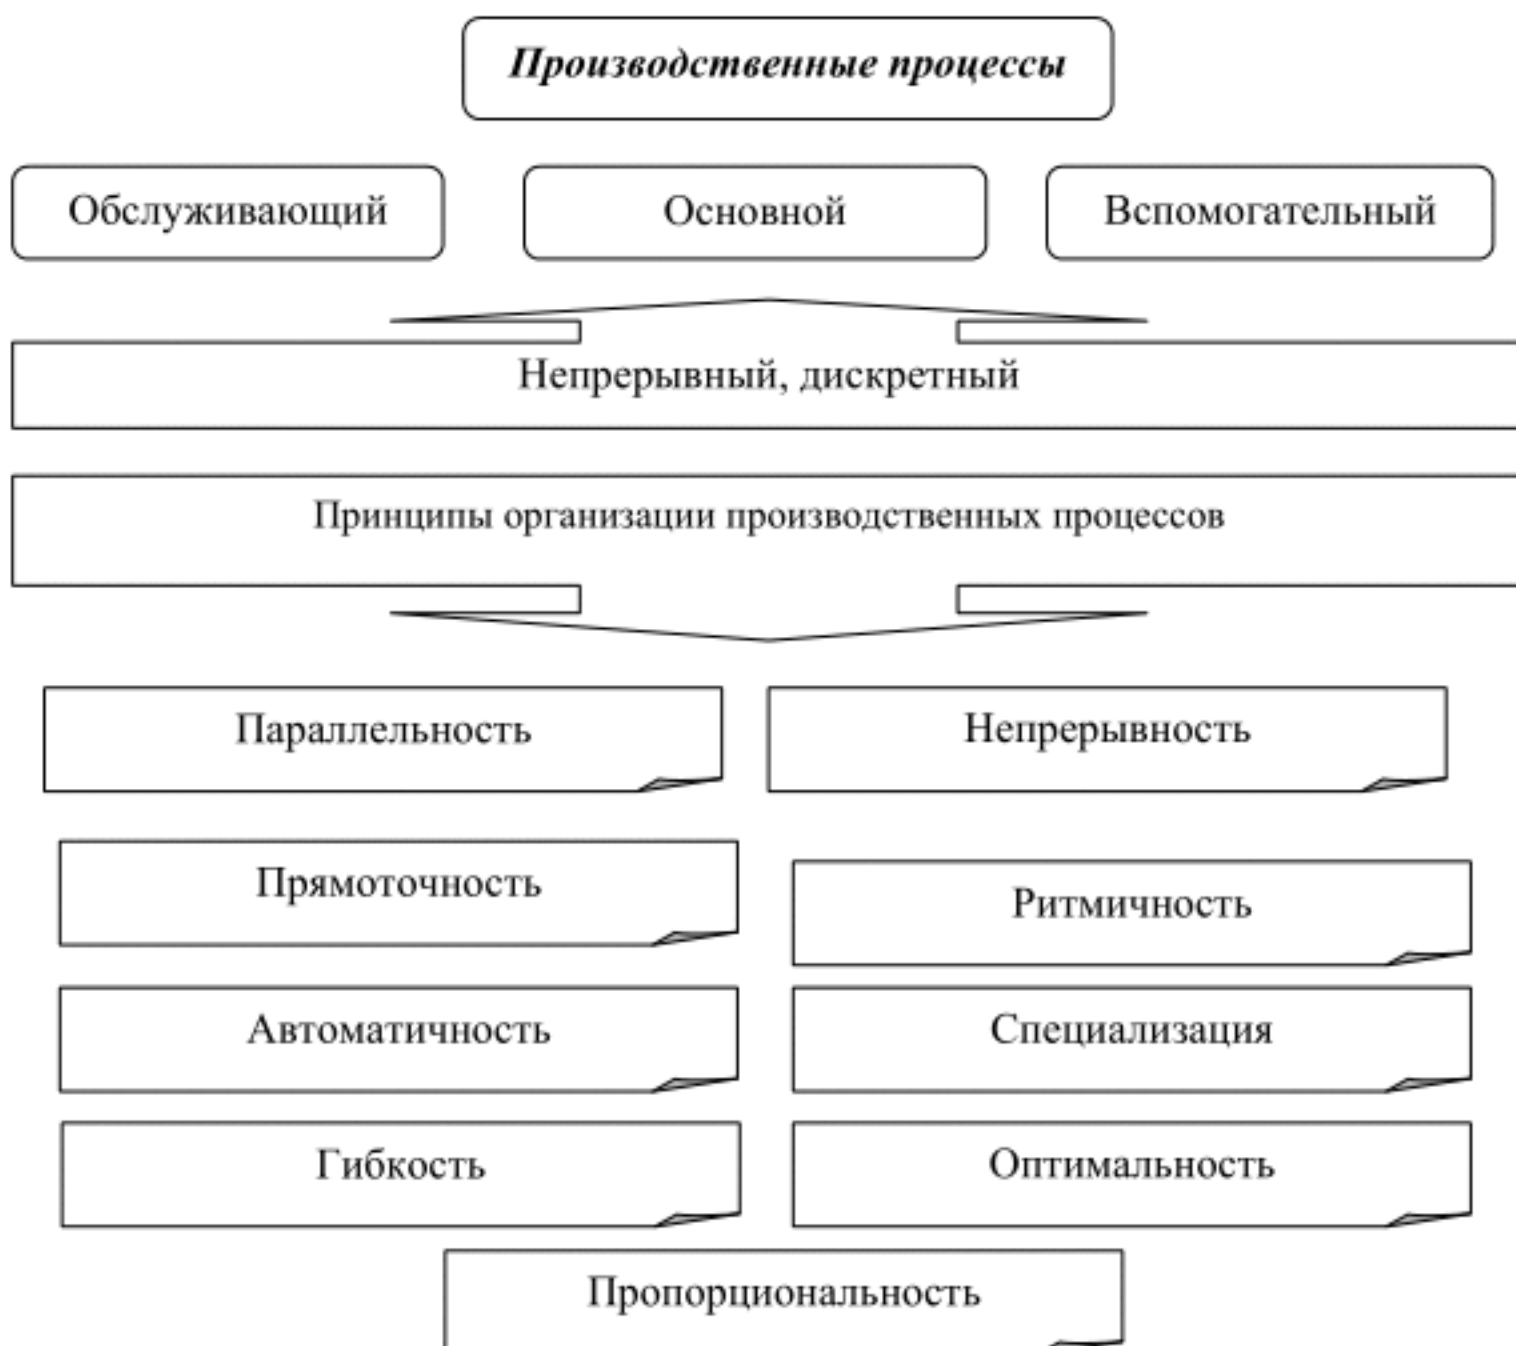 Производственные процессы
Обслуживающий
Основной
Вспомогательный
Непрерывный, дискретный
Принципы организации производственных процессов
Параллельность
Непрерывность
Прямоточность
Ритмичность
Автоматичность
Специализация
Гибкость
Оптимальность
Пропорциональность